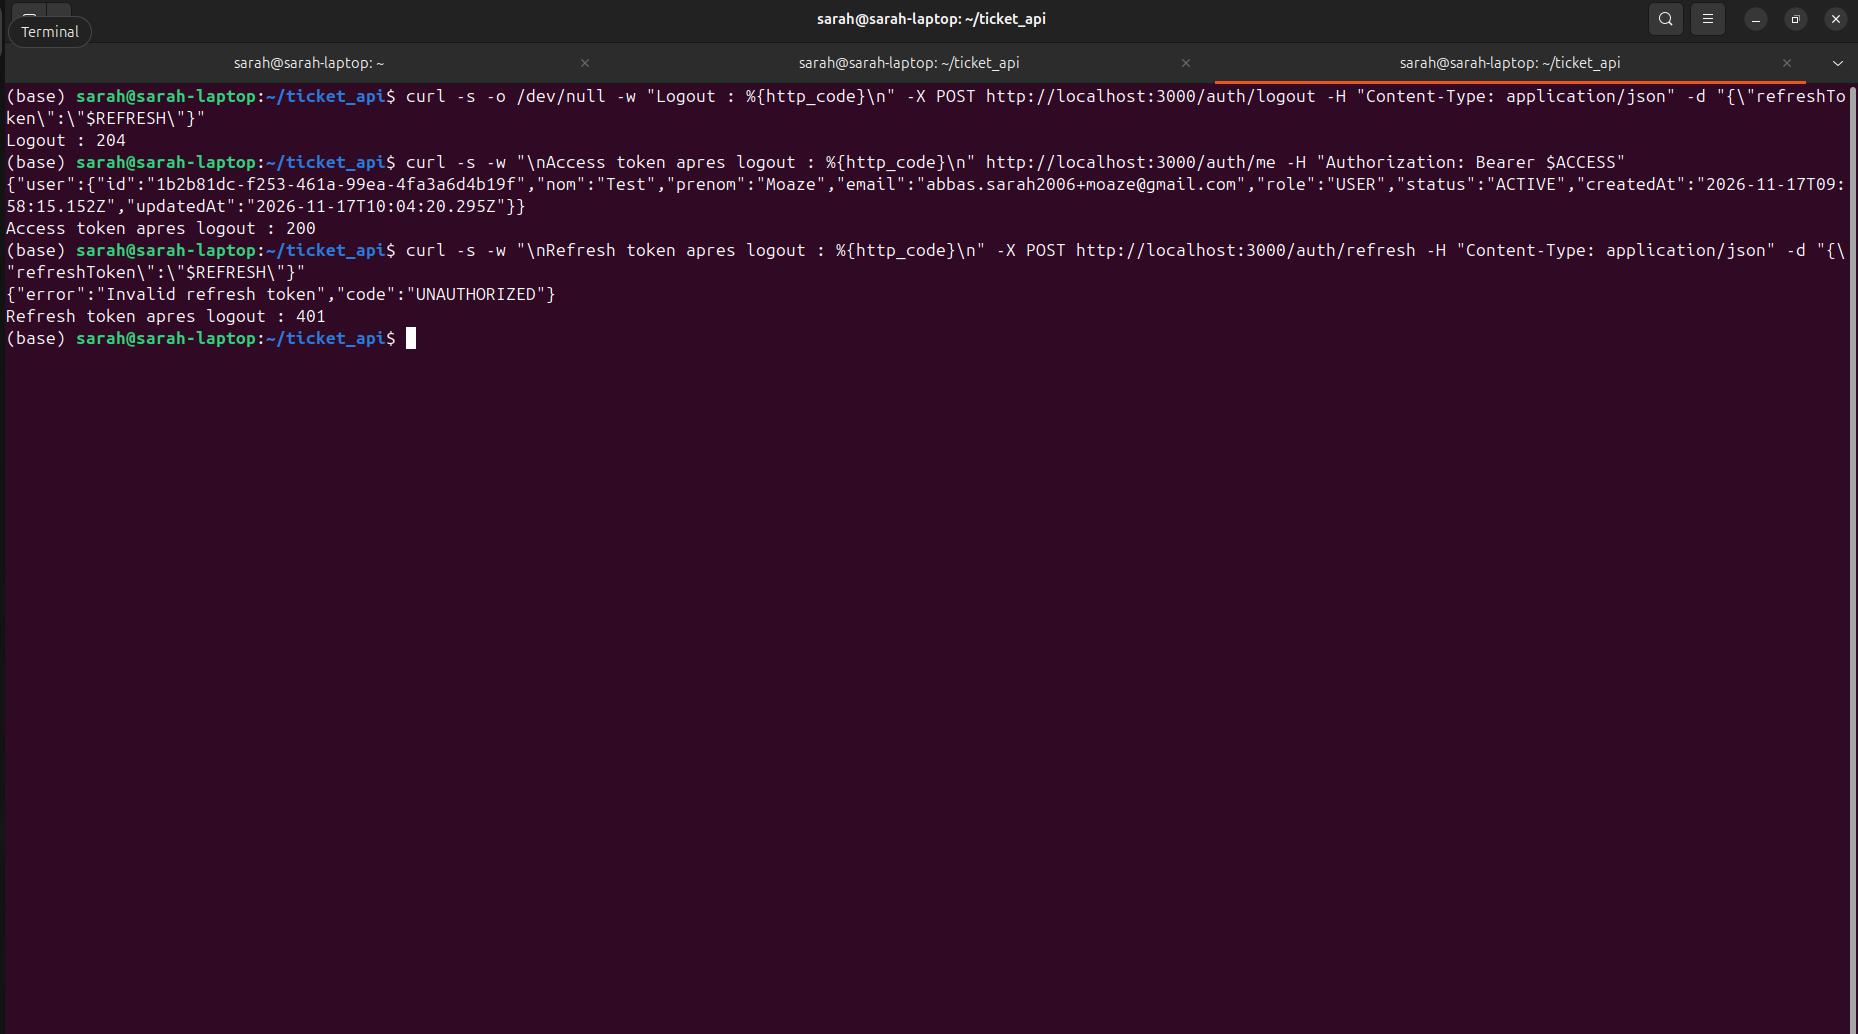 sarah@sarah-laptop: ~/ticket_api
Terminal
sarah@sarah-laptop: ~
sarah@sarah-laptop: ~/ticket_api
sarah@sarah-laptop: ~/ticket_api
(base) sarah@sarah-laptop:~/ticket_api$ curl -s -o /dev/null -w "Logout : %{http_code}\n" -X POST http://localhost:3000/auth/logout -H "Content-Type: application/json" -d "{\"refreshTo
ken\":\"$REFRESH\"}"
Logout : 204
(base) sarah@sarah-laptop:~/ticket_api$ curl -s -w "\nAccess token apres logout : %{http_code}\n" http://localhost:3000/auth/me -H "Authorization: Bearer $ACCESS"
{"user":{"id":"1b2b81dc-f253-461a-99ea-4fa3a6d4b19f","nom":"Test","prenom":"Moaze","email":"abbas.sarah2006+moaze@gmail.com","role":"USER","status":"ACTIVE","createdAt":"2026-11-17T09:
58:15.152Z","updatedAt":"2026-11-17T10:04:20.295Z"}}
Access token apres logout : 200
(base) sarah@sarah-laptop:~/ticket_api$ curl -s -w "\nRefresh token apres logout : %{http_code}\n" -X POST http://localhost:3000/auth/refresh -H "Content-Type: application/json" -d "{\
"refreshToken\":\"$REFRESH\"}"
{"error":"Invalid refresh token","code":"UNAUTHORIZED"}
Refresh token apres logout : 401
(base) sarah@sarah-laptop:~/ticket_api$